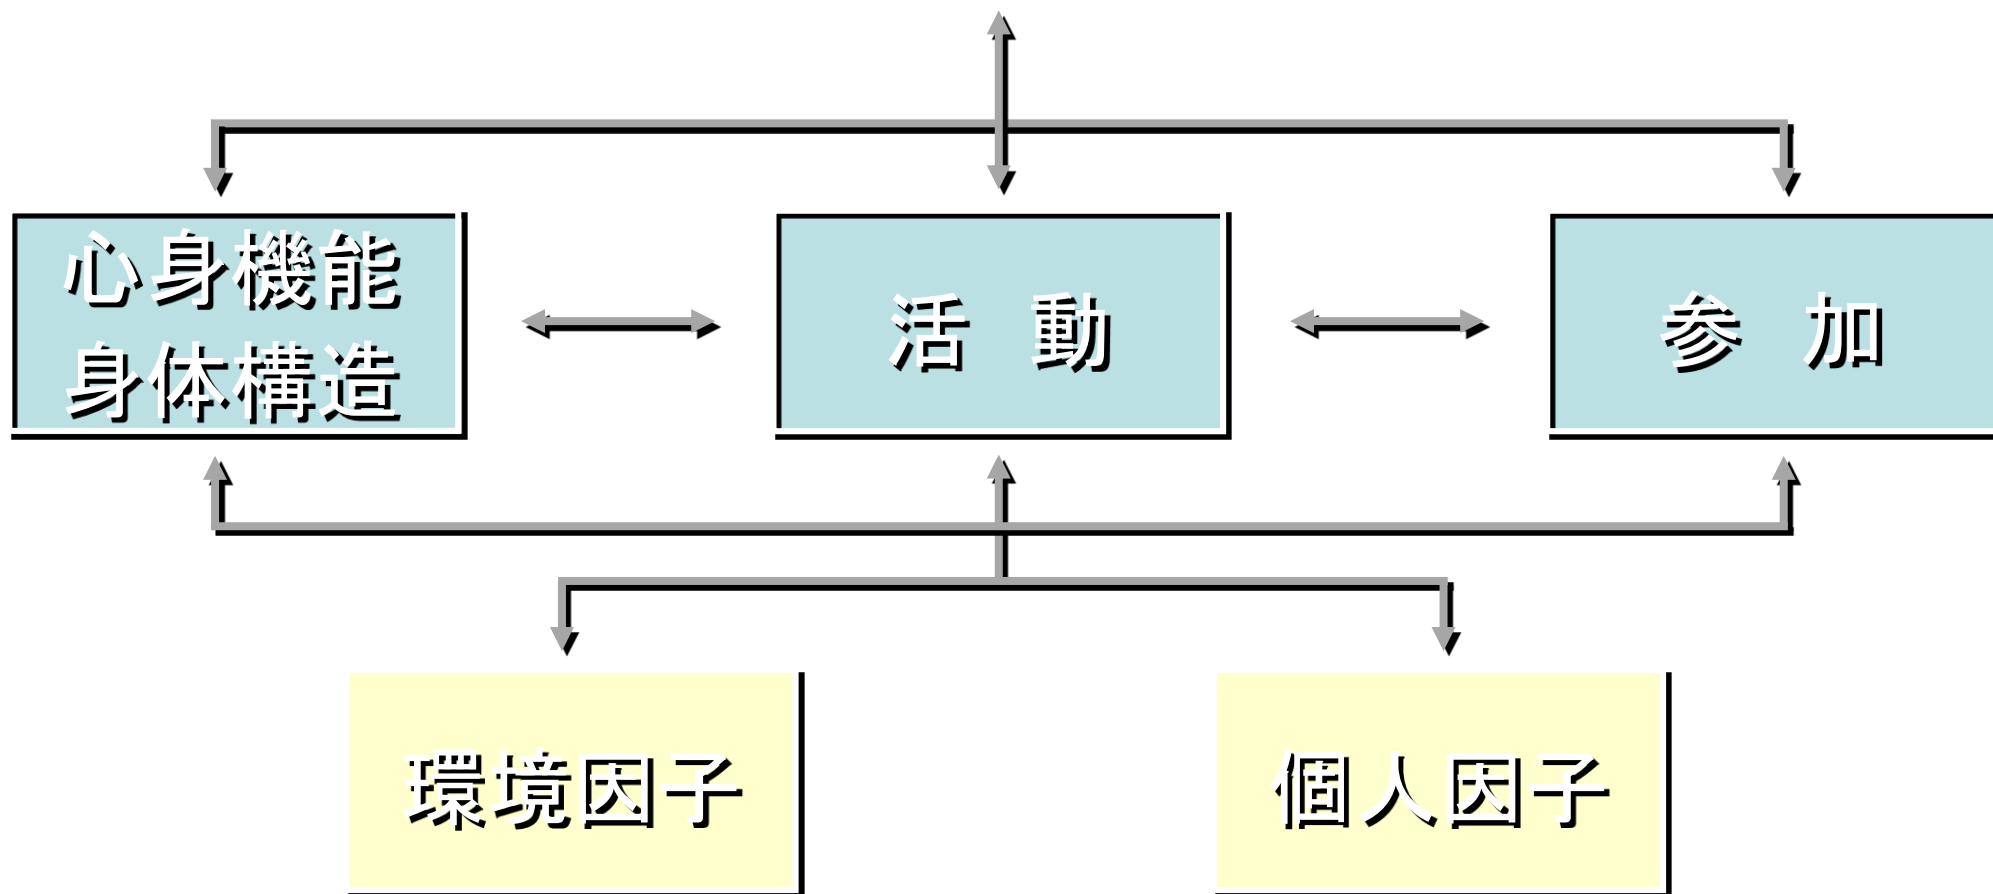 心身機能
身体構造
活　動
参　加
環境因子
個人因子